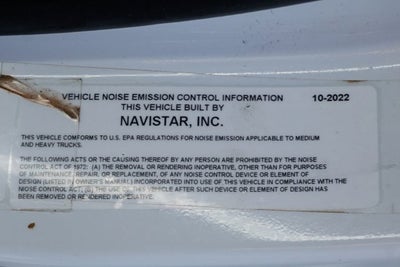 VEHICLE NOISE EMISSION CONTROL INFORMATION 10-2022
THIS VEHICLE BUILT BY
NAVISTAR, INC.
THIS VEHICLE CONFORMS TO U.S. EPA REGULATIONS FOR NOISE EMISSION APPLICABLE TO MEDIUM
AND HEAVY TRUCKS.
THE FOLLOWING ACTS OR THE CAUSING THEREOF BY ANY PERSON ARE PROHIBITED BY THE NOISE
CONTROL ACT OF 1972: (A) THE REMOVAL OR RENDERING INOPERATIVE, OTHER THAN FOR PURPOSES
OF MAINTENANCE, REPAIR, OR REPLACEMENT, OF ANY NOISE CONTROL DEVICE OR ELEMENT OF
DESIGN (LISTED IN OWNER'S MANUAL) INCORPORATED INTO USE OF THIS VEHICLE IN COMPLIANCE WITH THE
NIOSE CONTROL ACT, (B) THE USE OF THIS VEHICLE AFTER SUCH DEVICE OR ELEMENT OF DESIGN HAS
BEEN REMOVED OR RENDERED INOPERATIVE.